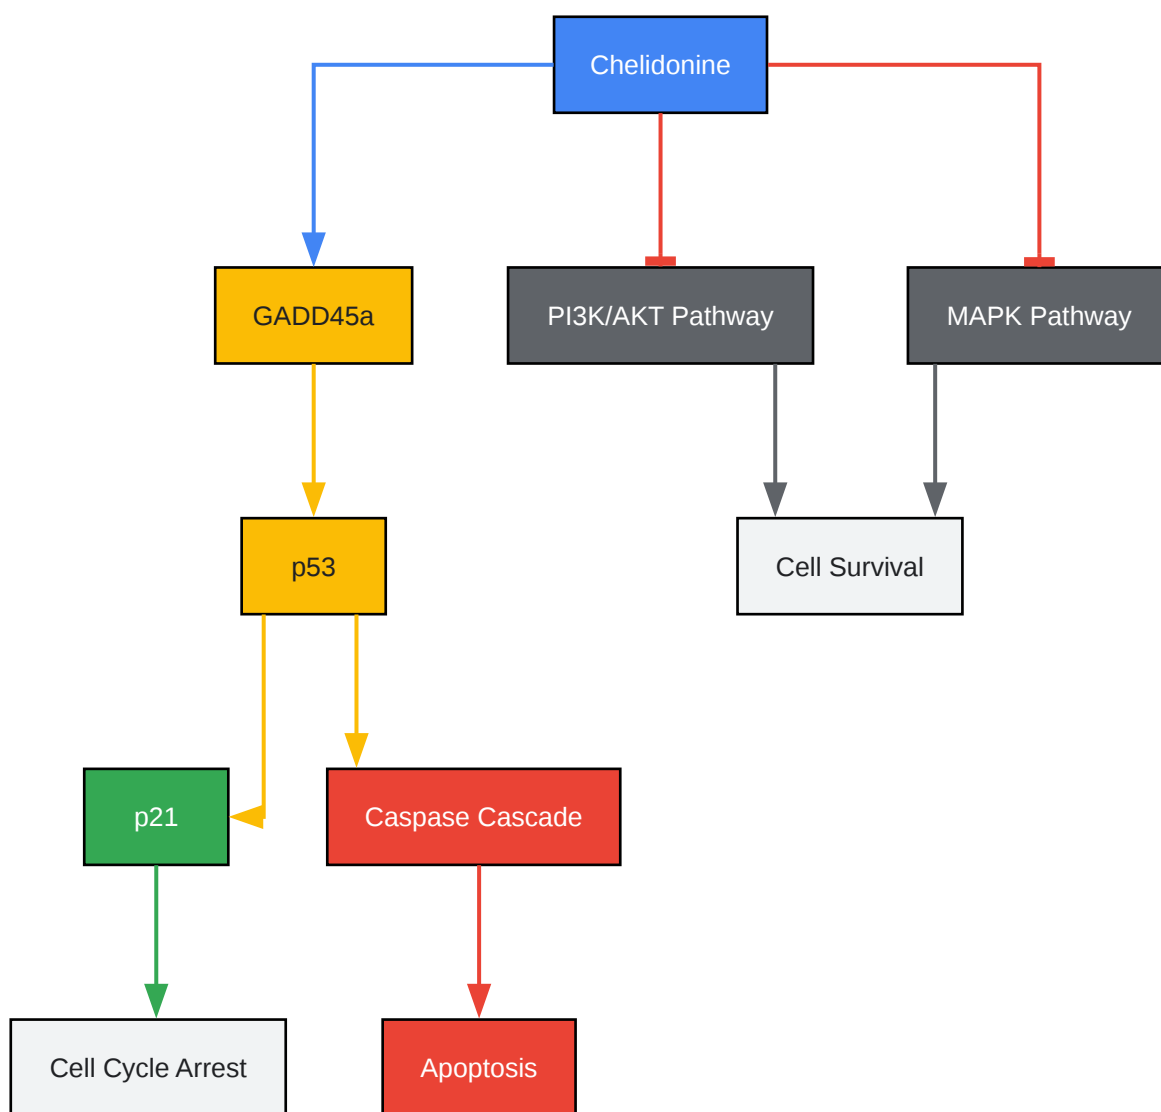 Chelidonine
GADD45a
PI3K/AKT Pathway
MAPK Pathway
p53
Cell Survival
p21
Caspase Cascade
Cell Cycle Arrest
Apoptosis